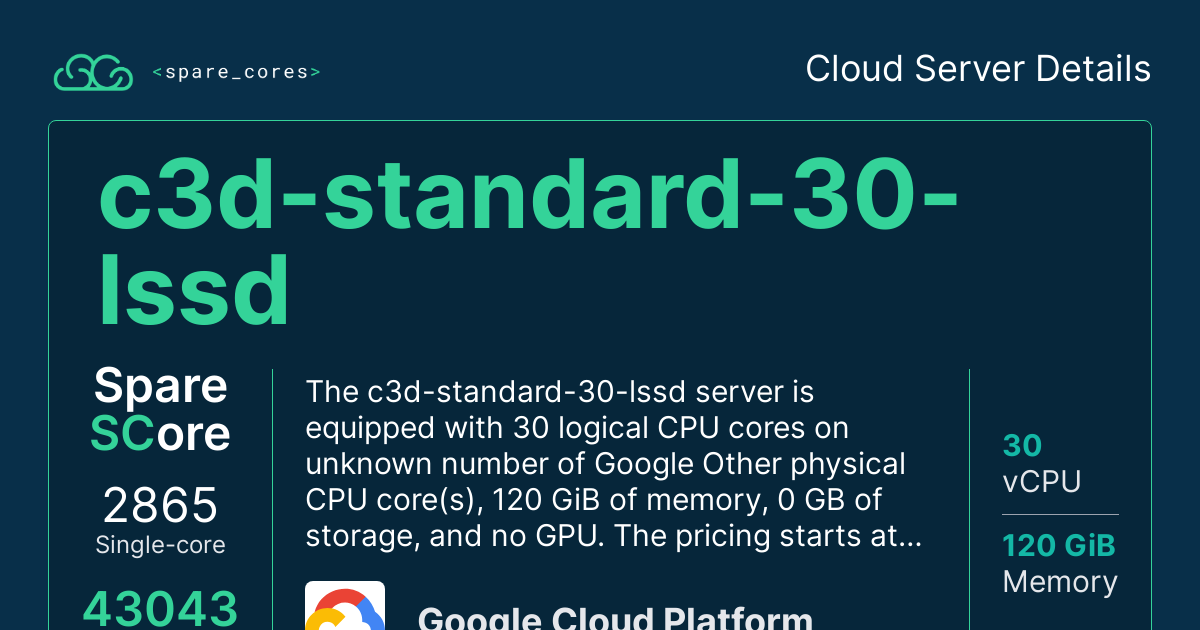 <spare_cores>
Cloud Server Details
c3d-standard-30-
lssd
Spare
SCore
2865
Single-core
43043
The c3d-standard-30-lssd server is
equipped with 30 logical CPU cores on
unknown number of Google Other physical
CPU core(s), 120 GiB of memory, 0 GB of
storage, and no GPU. The pricing starts at...
Google Cloud Platform
30
vCPU
120 GiB
Memory